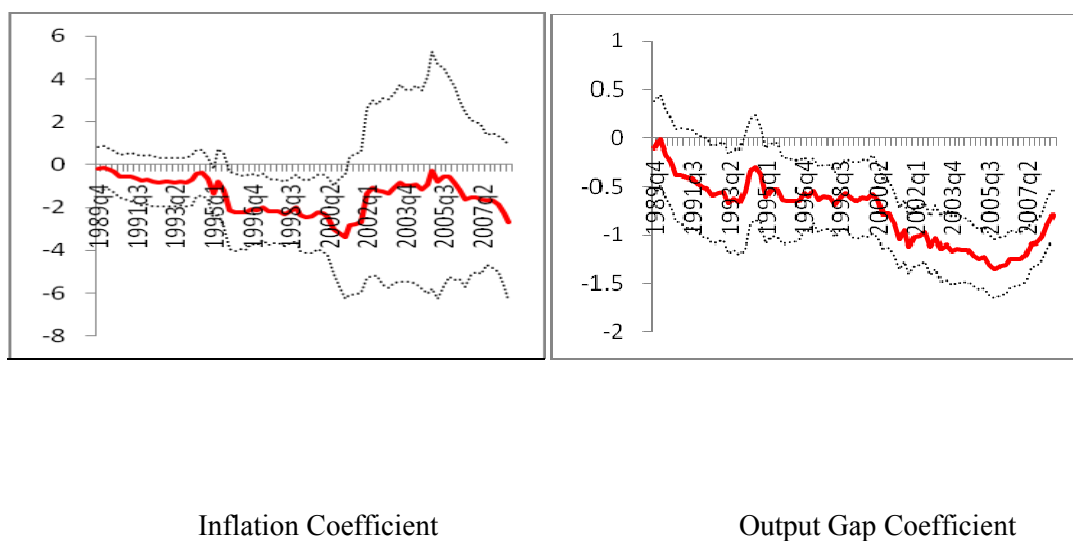 6
4
2
0
-2
-4
-6
-8
1989q4
1991q3
1993q2
1995q1
1996q4
1998q3
2000q2
2002q1
2003q4
2005q3
2007q2
Inflation Coefficient
1
0.5
0
-0.5
-1
-1.5
-2
1989q4
1991q3
1993q2
1995q1
1996q4
1998q3
2000q2
2002q1
2003q4
2005q3
2007q2
Output Gap Coefficient